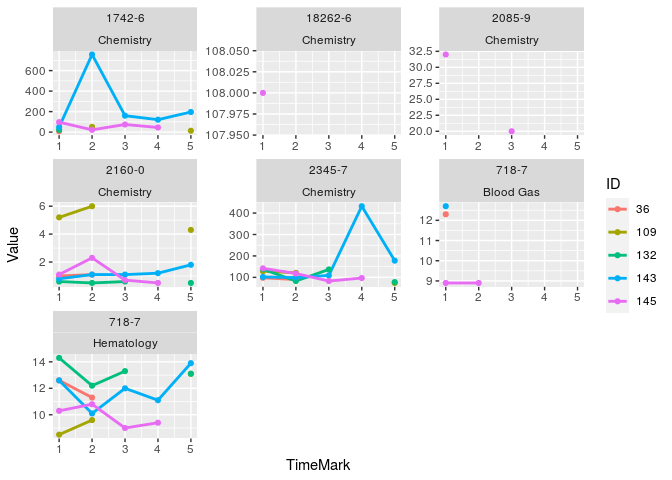 1742-6
Chemistry
18262-6
Chemistry
2085-9
Chemistry
600
400
200
0
1 2 3 4 5
108.050
108.025
108.000
107.975
107.950
1 2 3 4 5
32.5
30.0
27.5
25.0
22.5
20.0
1 2 3 4 5
2160-0
Chemistry
2345-7
Chemistry
718-7
Blood Gas
6
4
2
1 2 3 4 5
400
300
200
100
1 2 3 4 5
12
11
10
9
1 2 3 4 5
718-7
Hematology
14
12
10
1 2 3 4 5
Value
TimeMark
ID
36
109
132
143
145